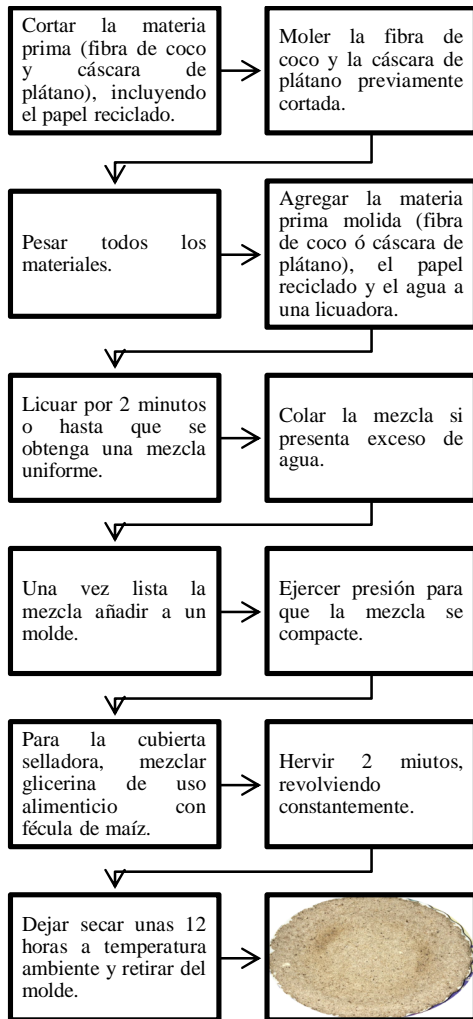 Cortar la materia
prima (fibra de coco
y cáscara de
plátano), incluyendo
el papel reciclado.
Moler la fibra de
coco y la cáscara de
plátano previamente
cortada.
Pesar todos los
materiales.
Agregar la materia
prima molida (fibra
de coco ó cáscara de
plátano), el papel
reciclado y el agua a
una licuadora.
Licuar por 2 minutos
o hasta que se
obtenga una mezcla
uniforme.
Colar la mezcla si
presenta exceso de
agua.
Una vez lista la
mezcla añadir a un
molde.
Ejercer presión para
que la mezcla se
compacte.
Para la cubierta
selladora, mezclar
glicerina de uso
alimenticio con
fécula de maíz.
Hervir 2 miutos,
revolviendo
constantemente.
Dejar secar unas 12
horas a temperatura
ambiente y retirar del
molde.